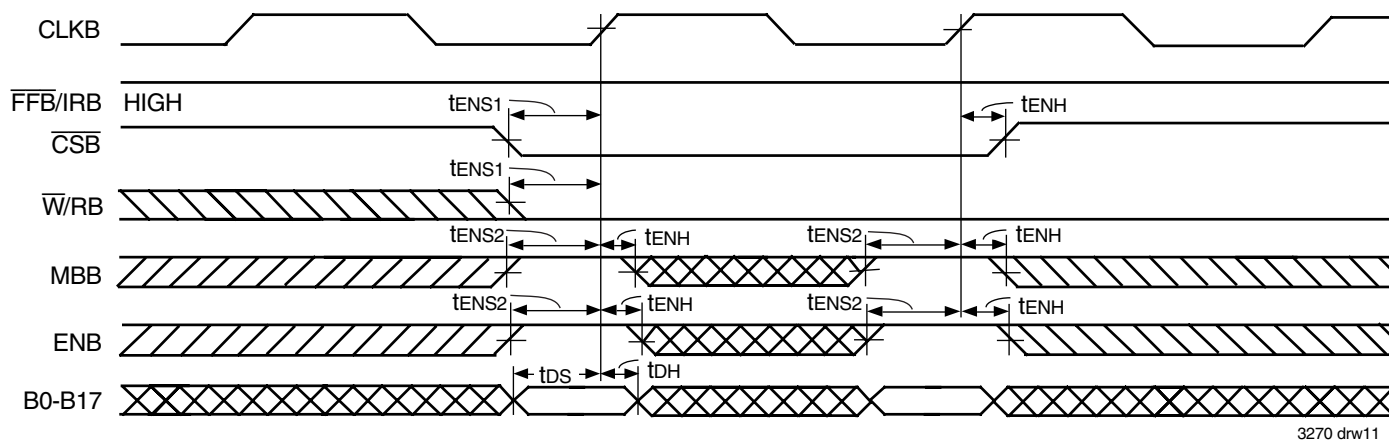 CLKB
FFB/IRB HIGH
tENS1 tENH
CSB
tENS1
W/RB
tENS2 tENH tENS2 tENH
MBB
tENS2 tENH tENS2 tENH
ENB
tDS tDH
B0-B17
3270 drw11